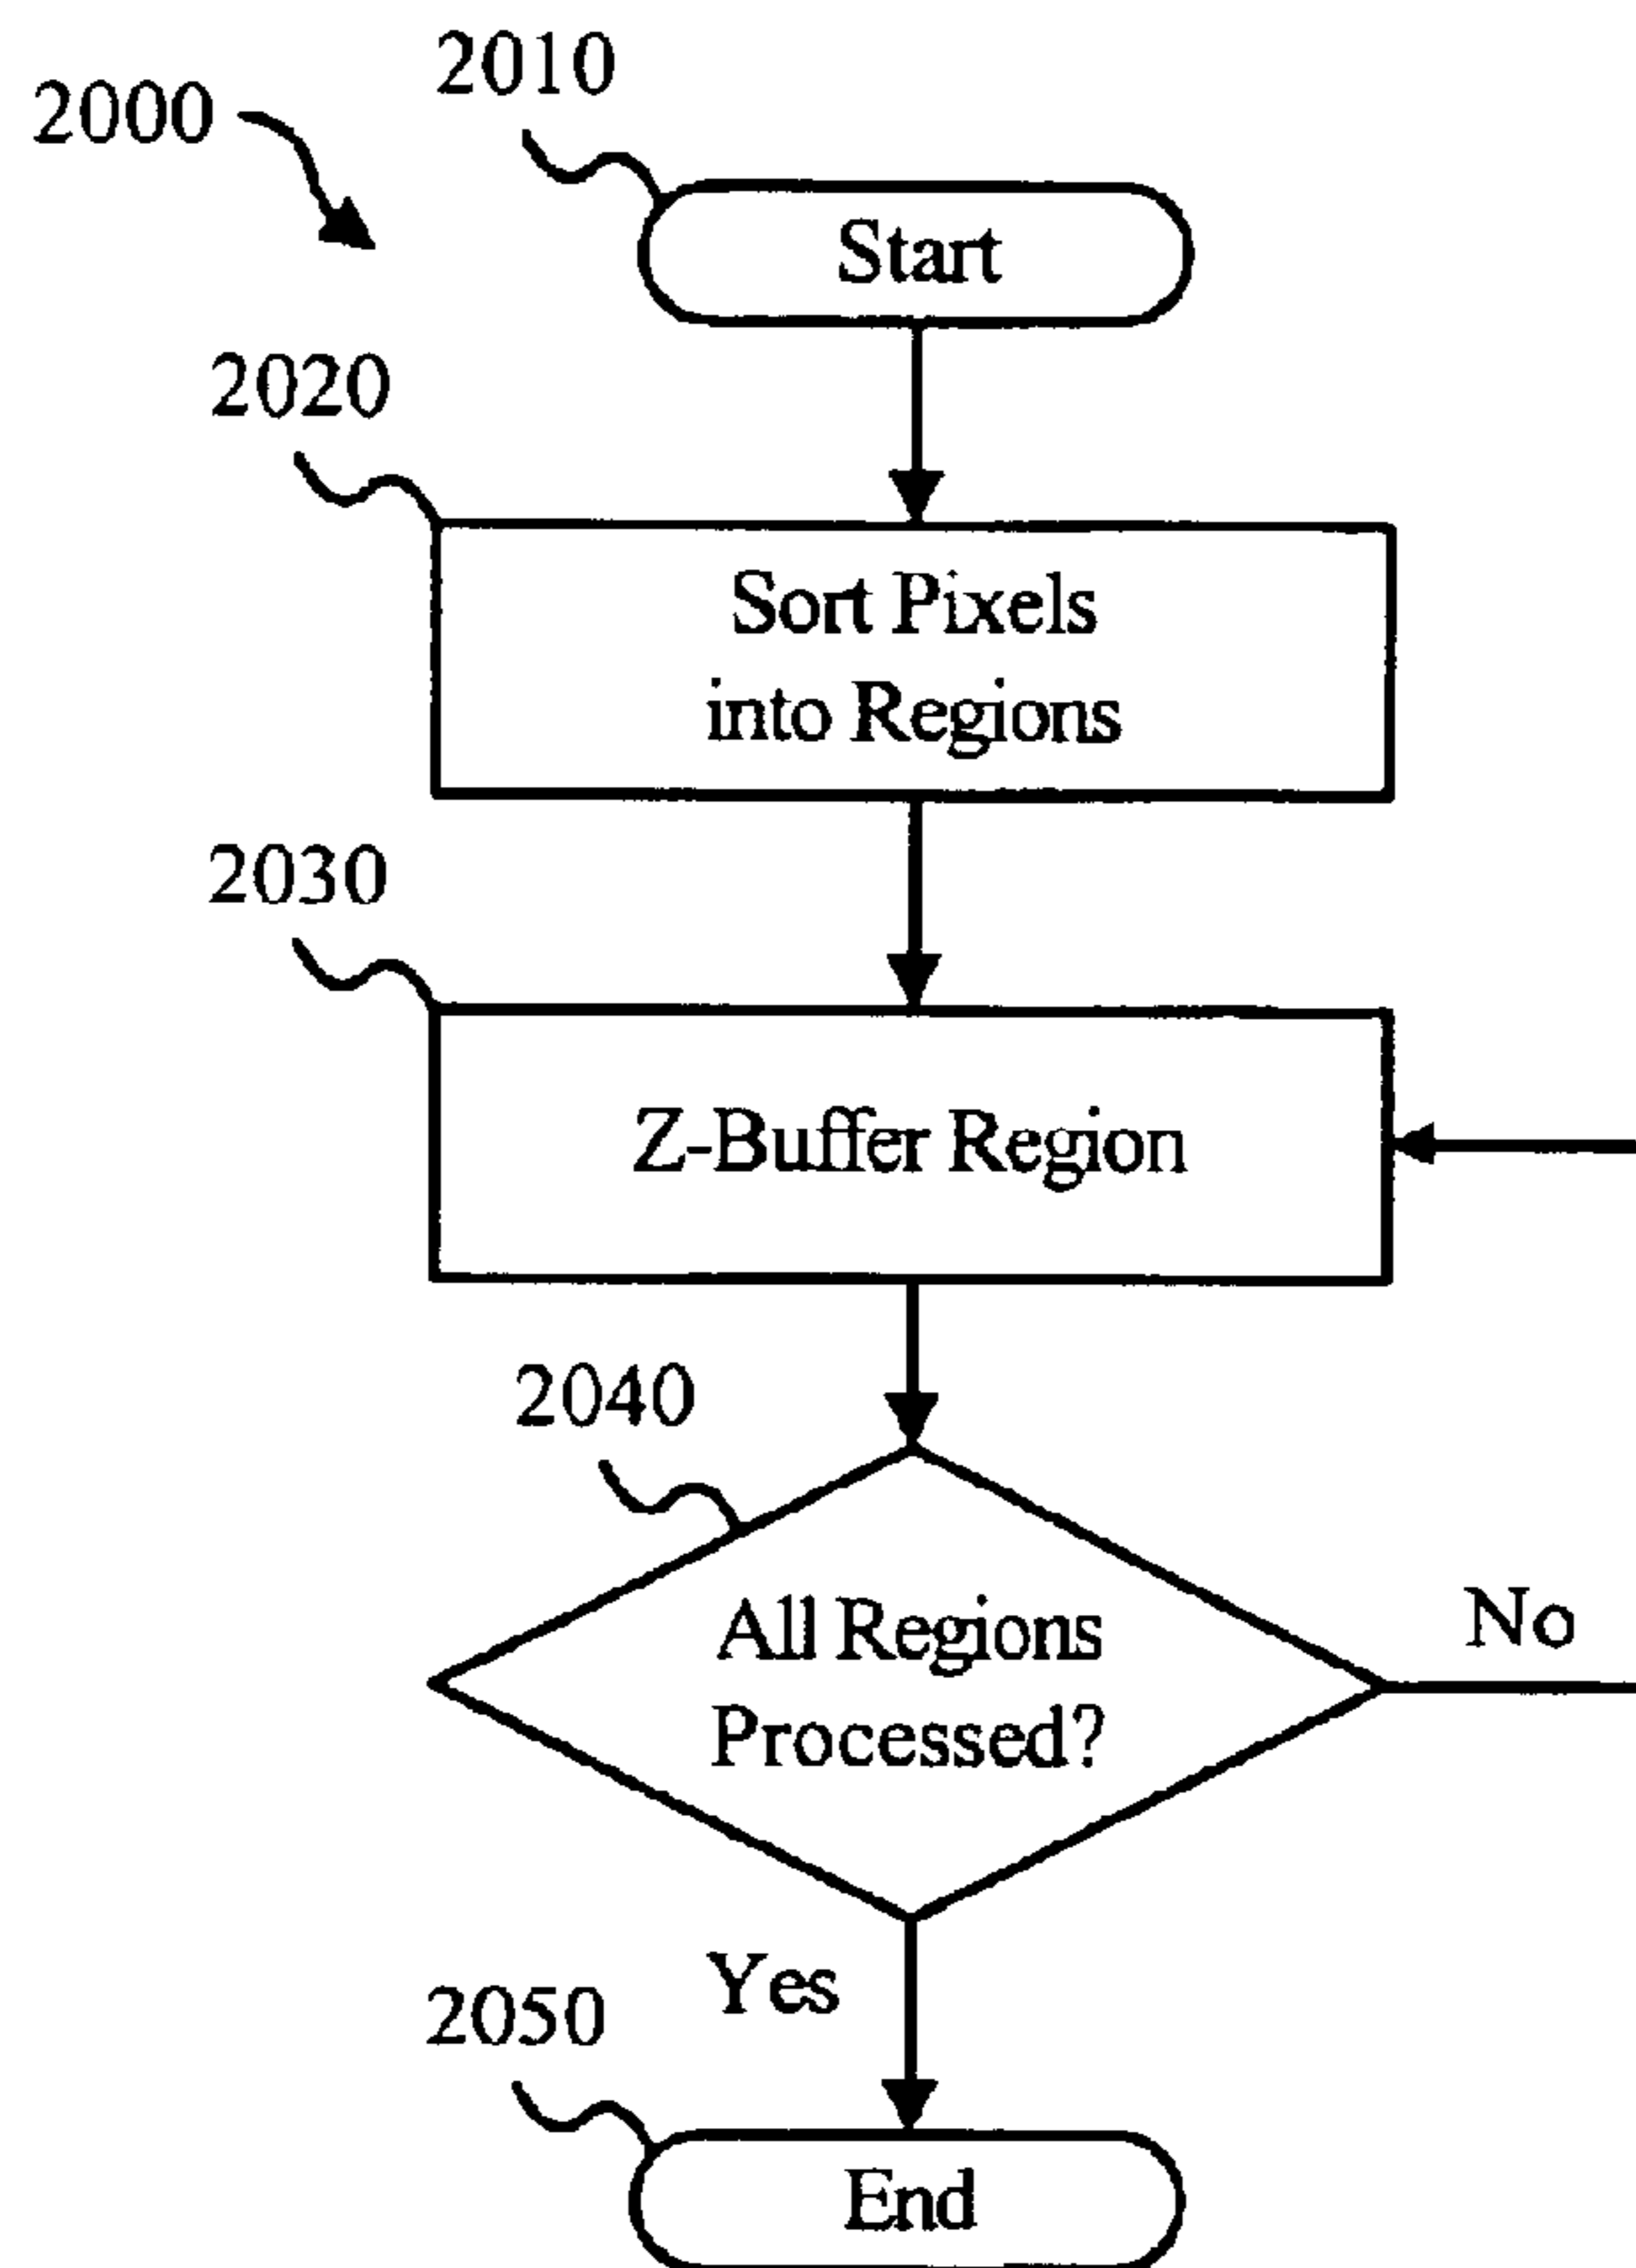 2010
2000
Start
2020
Sort Pixels
into Regions
2030
Z-Buffer Region
2040
All Regions
Processed?
No
Yes
2050
End